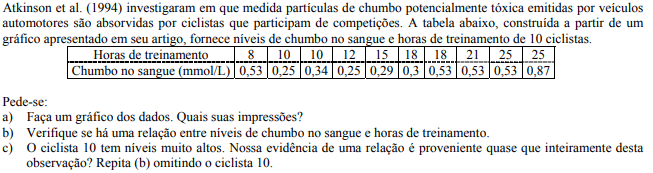 Atkinson et al. (1994) investigaram em que medida partículas de chumbo potencialmente tóxica emitidas por veículos
automotores são absorvidas por ciclistas que participam de competições. A tabela abaixo, construída a partir de um
gráfico apresentado em seu artigo, fornece níveis de chumbo no sangue e horas de treinamento de 10 ciclistas.
Horas de treinamento 8 10 10 12 15 18 18 21 25 25
Chumbo no sangue (mmol/L) 0,53 0,25 0,34 0,25 0,29 0,3 0,53 0,53 0,53 0,87
Pede-se:
a) Faça um gráfico dos dados. Quais suas impressões?
b) Verifique se há uma relação entre níveis de chumbo no sangue e horas de treinamento.
c) O ciclista 10 tem níveis muito altos. Nossa evidência de uma relação é proveniente quase que inteiramente desta
observação? Repita (b) omitindo o ciclista 10.